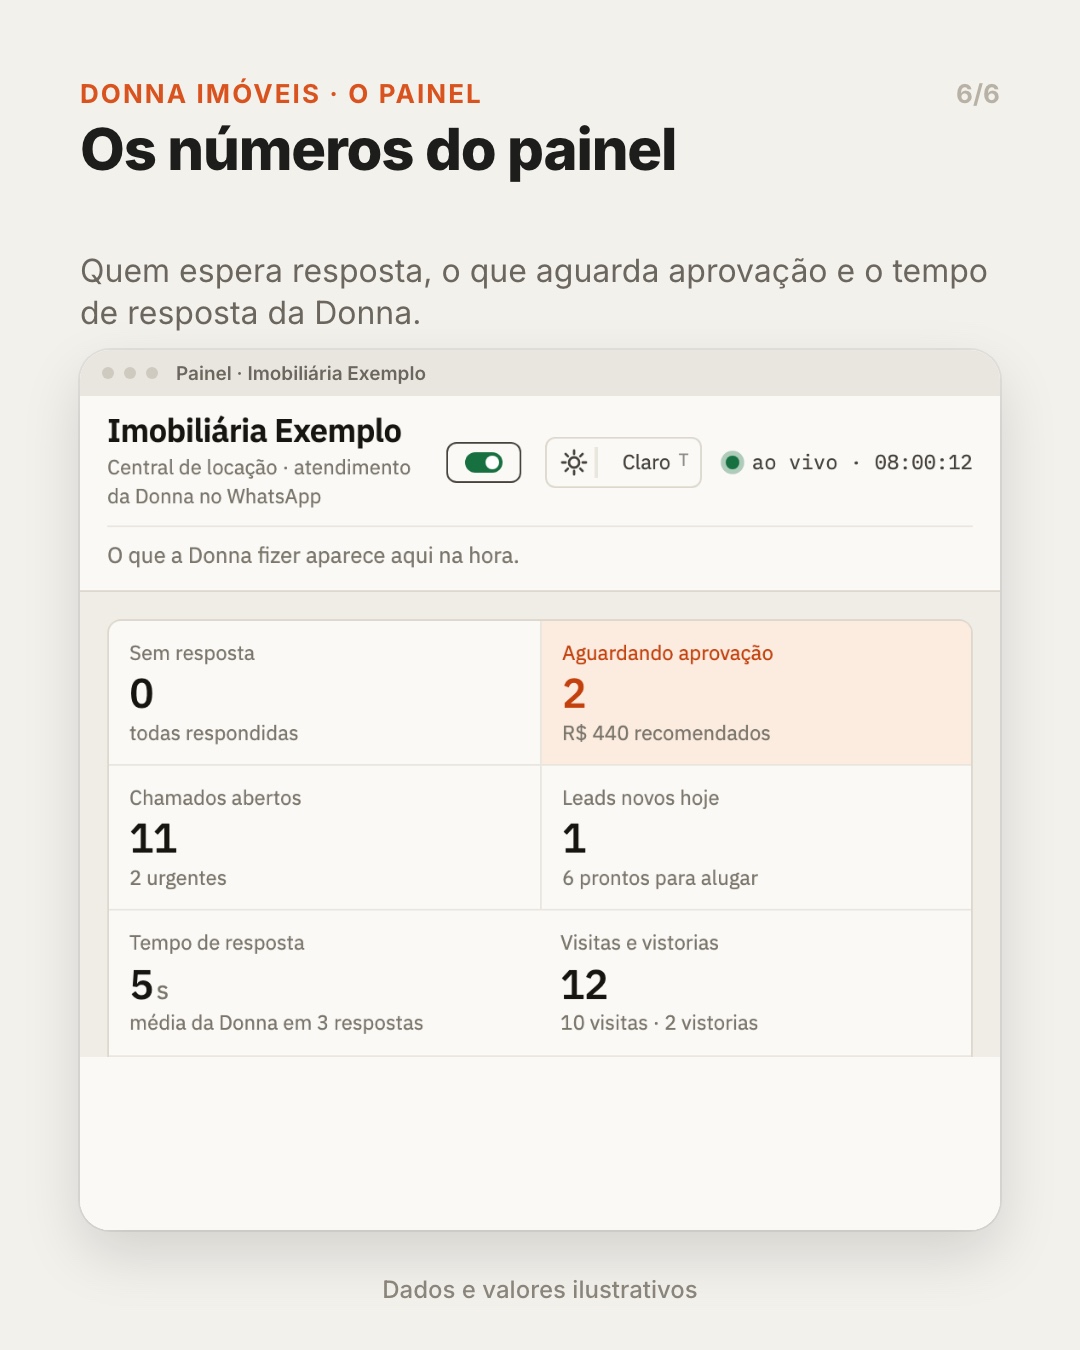 DONNA IMÓVEIS · O PAINEL
6/6
Os números do painel
Quem espera resposta, o que aguarda aprovação e o tempo
de resposta da Donna.
Painel · Imobiliária Exemplo
Imobiliária Exemplo
Central de locação · atendimento
da Donna no WhatsApp
Claro T
ao vivo · 08:00:12
O que a Donna fizer aparece aqui na hora.
Sem resposta
0
todas respondidas
Aguardando aprovação
2
R$ 440 recomendados
Chamados abertos
11
2 urgentes
Leads novos hoje
1
6 prontos para alugar
Tempo de resposta
5 s
média da Donna em 3 respostas
Visitas e vistorias
12
10 visitas · 2 vistorias
Dados e valores ilustrativos